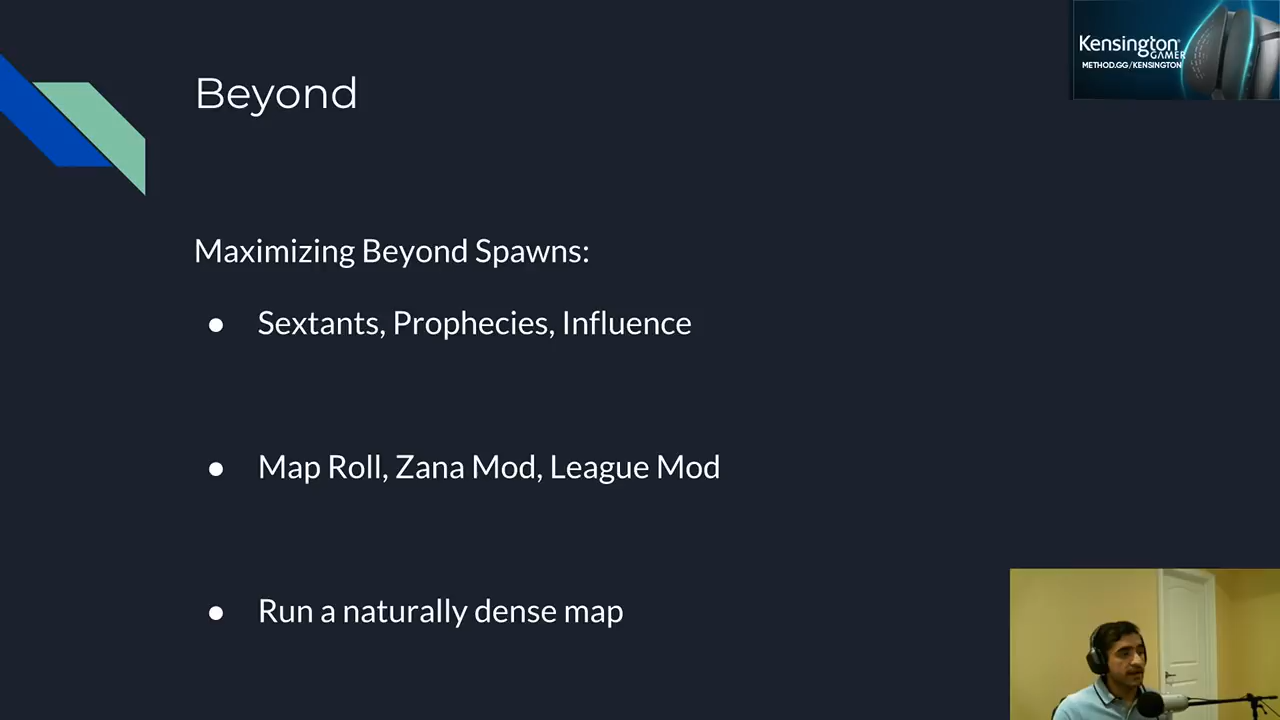 Kensington
GAMER
METHOD.GG/KENSINGTON
Beyond
Maximizing Beyond Spawns:
● Sextants, Prophecies, Influence
● Map Roll, Zana Mod, League Mod
● Run a naturally dense map